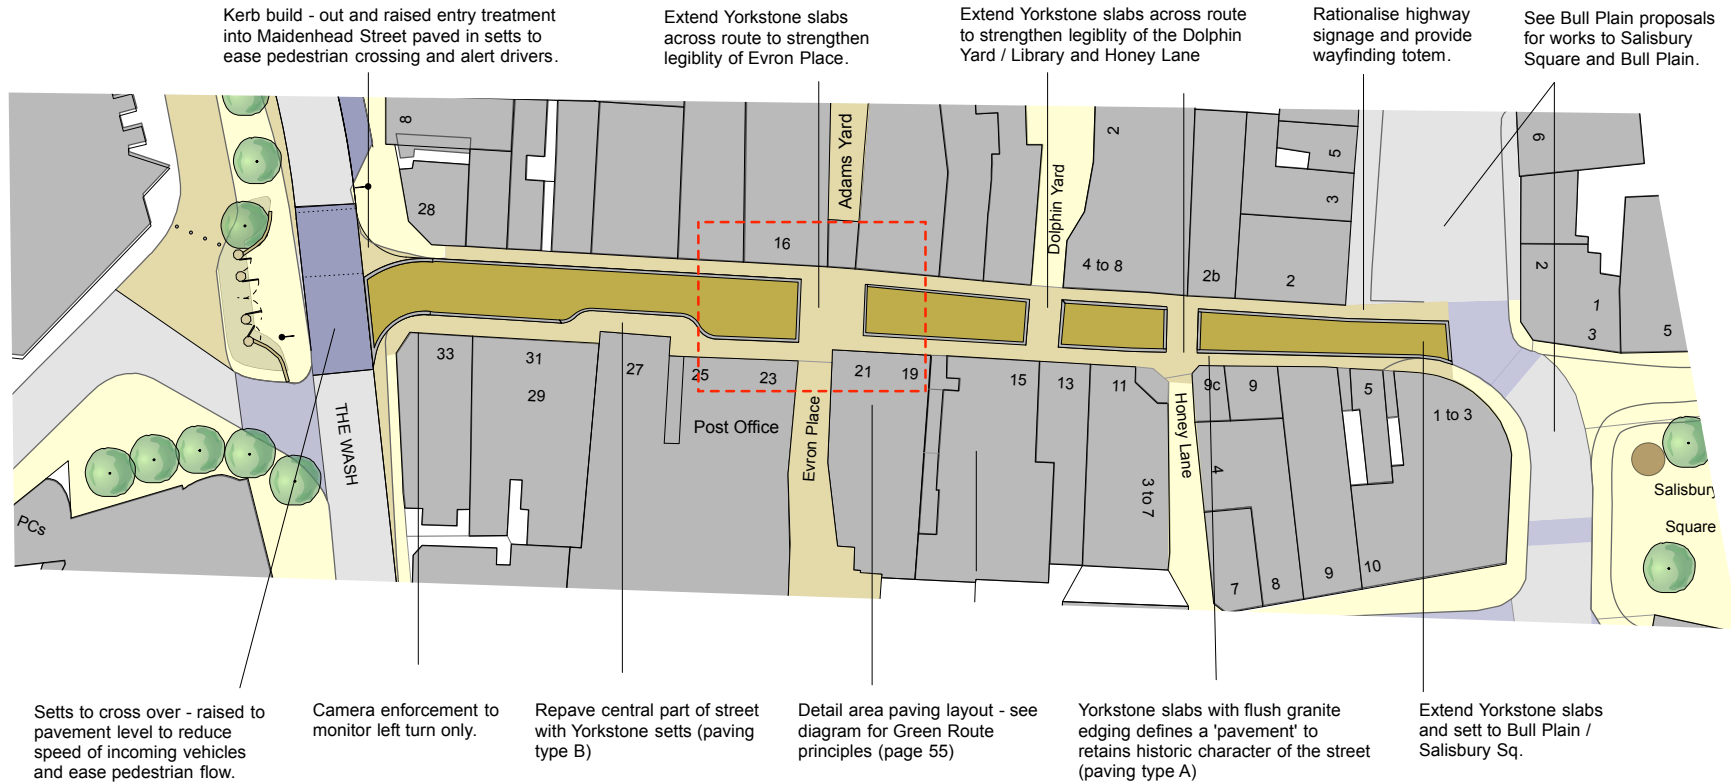 Kerb build - out and raised entry treatment
into Maidenhead Street paved in setts to
ease pedestrian crossing and alert drivers.
Extend Yorkstone slabs
across route to strengthen
legiblity of Evron Place.
Extend Yorkstone slabs across route
to strengthen legiblity of the Dolphin
Yard / Library and Honey Lane
Rationalise highway
signage and provide
wayfinding totem.
See Bull Plain proposals
for works to Salisbury
Square and Bull Plain.
8
28
16
Adams Yard
Dolphin Yard
2
4 to 8
2b
2
5
3
6
2
1
3
5
33
31
29
27
25
23
Post Office
Evron Place
21
19
15
13
11
3 to 7
Honey Lane
9c
9
4
7
8
9
10
5
1 to 3
THE WASH
PCs
Salisbury
Square
Setts to cross over - raised to
pavement level to reduce
speed of incoming vehicles
and ease pedestrian flow.
Camera enforcement to
monitor left turn only.
Repave central part of street
with Yorkstone setts (paving
type B)
Detail area paving layout - see
diagram for Green Route
principles (page 55)
Yorkstone slabs with flush granite
edging defines a 'pavement' to
retains historic character of the street
(paving type A)
Extend Yorkstone slabs
and sett to Bull Plain /
Salisbury Sq.